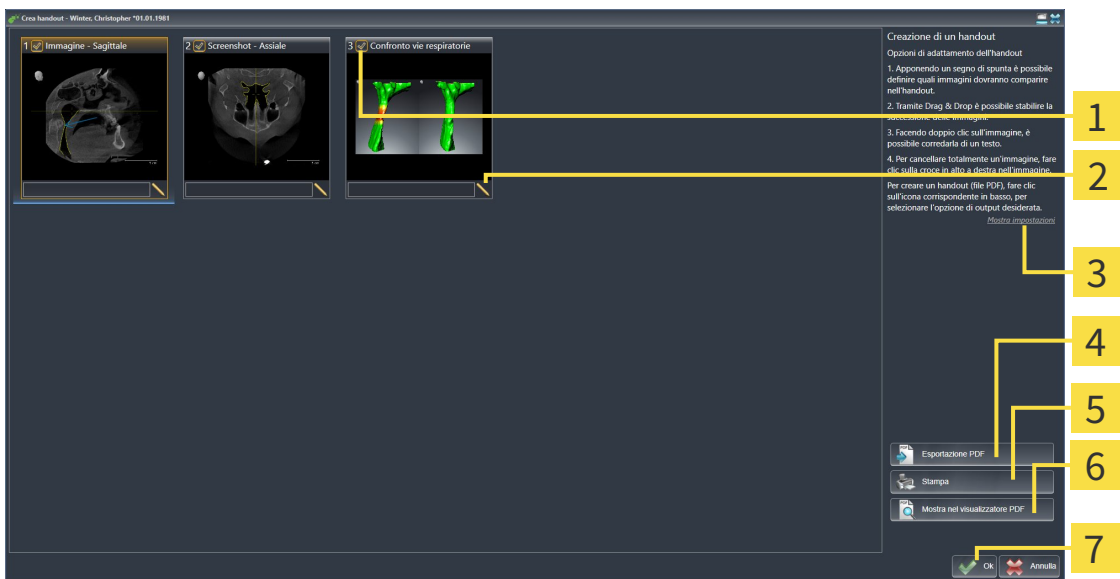 Crea handout - Winter, Christopher *01.01.1981
1 Immagine - Sagittale
2 Screenshot - Assiale
3 Confronto vie respiratorie
Creazione di un handout
Opzioni di adattamento dell'handout
1. Apponendo un segno di spunta è possibile
definire quali immagini dovranno comparire
nell'handout.
2. Tramite Drag & Drop è possibile stabilire la
successione delle immagini.
3. Facendo doppio clic sull'immagine, è
possibile corredarla di un testo.
4. Per cancellare totalmente un'immagine, fare
clic sulla croce in alto a destra nell'immagine.
Per creare un handout (file PDF), fare clic
sull'icona corrispondente in basso, per
selezionare l'opzione di output desiderata.
Mostra impostazioni
Esportazione PDF
Stampa
Mostra nel visualizzatore PDF
Ok
Annulla
1
2
3
4
5
6
7